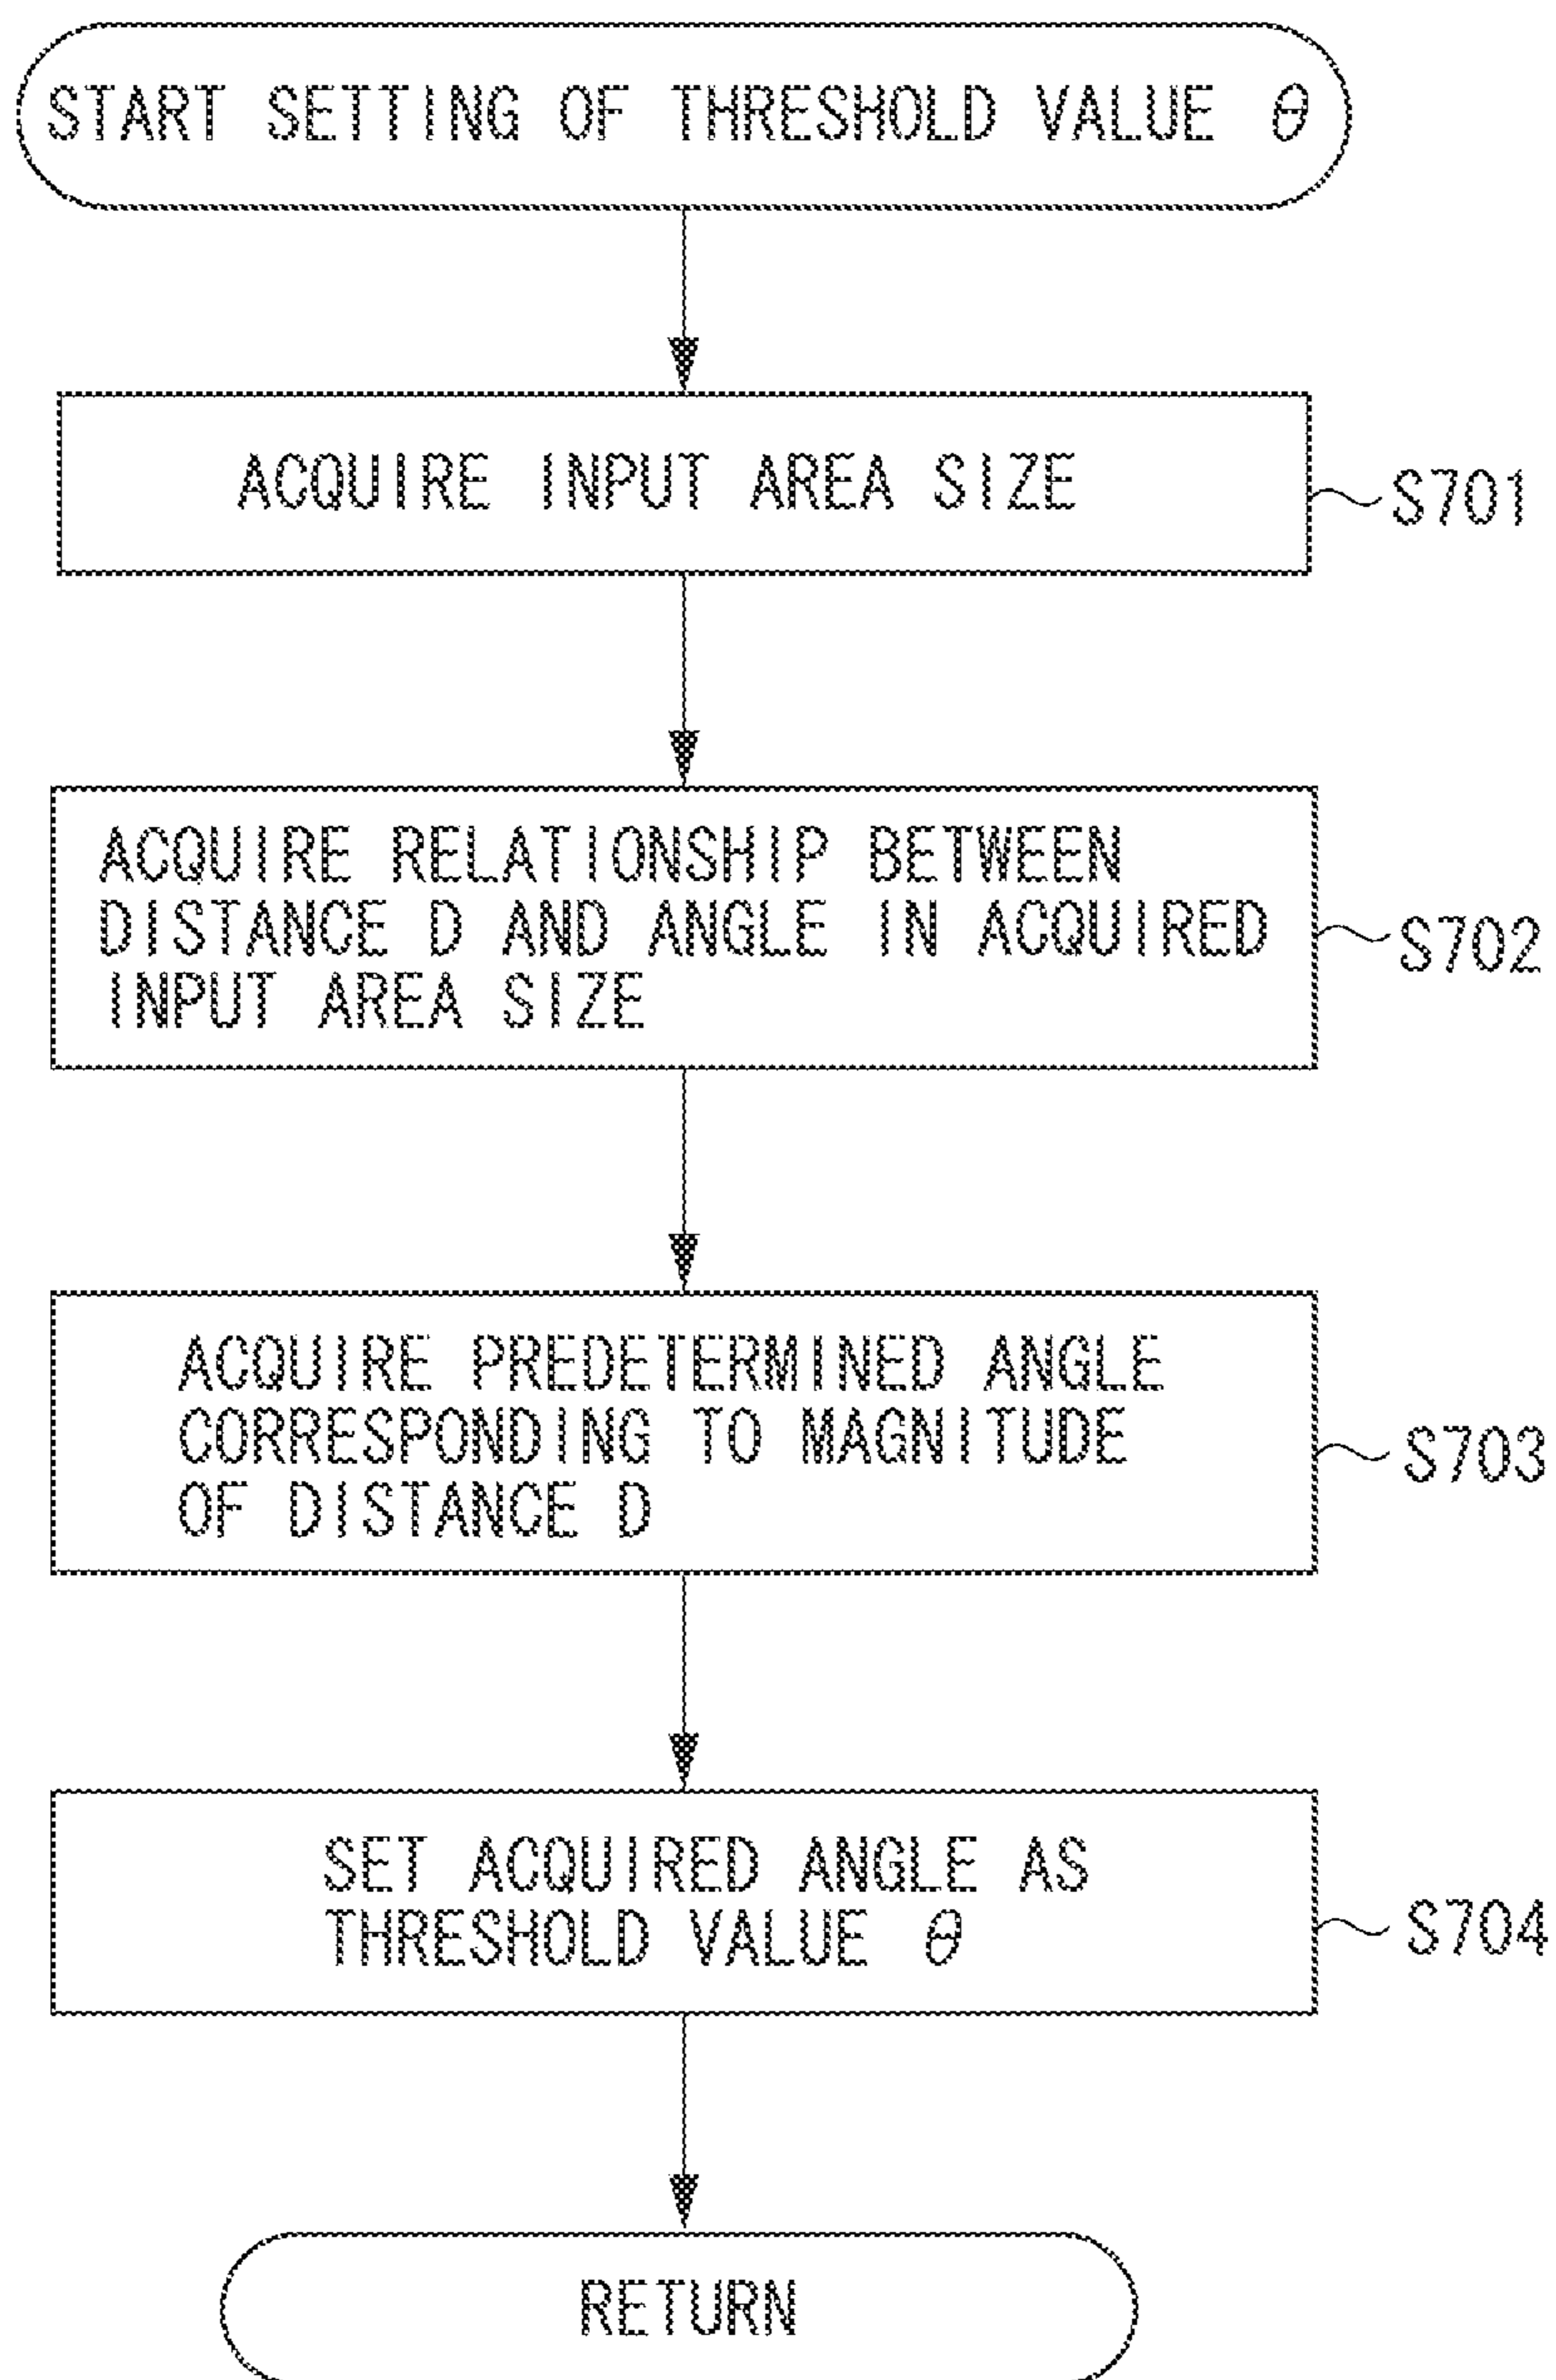 START SETTING OF THRESHOLD VALUE θ
ACQUIRE INPUT AREA SIZE
S701
ACQUIRE RELATIONSHIP BETWEEN
DISTANCE D AND ANGLE IN ACQUIRED
INPUT AREA SIZE
S702
ACQUIRE PREDETERMINED ANGLE
CORRESPONDING TO MAGNITUDE
OF DISTANCE D
S703
SET ACQUIRED ANGLE AS
THRESHOLD VALUE θ
S704
RETURN